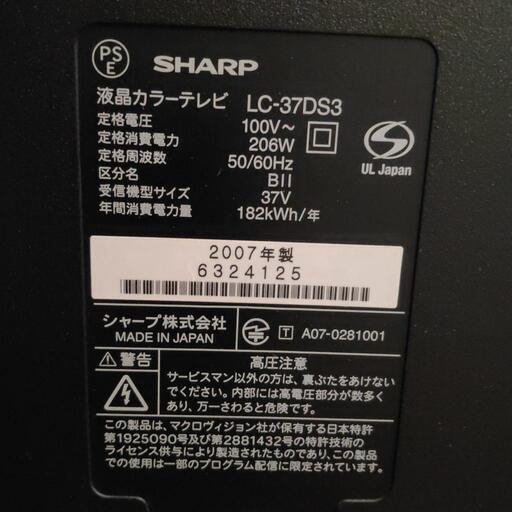 PS
E
SHARP
液晶カラーテレビ LC-37DS3
定格電圧 100V～
定格消費電力 206W
定格周波数 50/60Hz
区分名 BII
受信機型サイズ 37V
年間消費電力量 182kWh/年
UL Japan
2007年製
6324125
シャープ株式会社
MADE IN JAPAN
T A07-0281001
警告 高圧注意
サービスマン以外の方は、裏ぶたをあけない
でください。内部には高電圧部分が数多く
あり、万一さわると危険です。
この製品は、マクロヴィジョン社が保有する日本特許
第1925090号及び第2881432号の特許技術の
ライセンス供与により製造されました。この製品
での使用は一部のプログラム配信に限定されています。